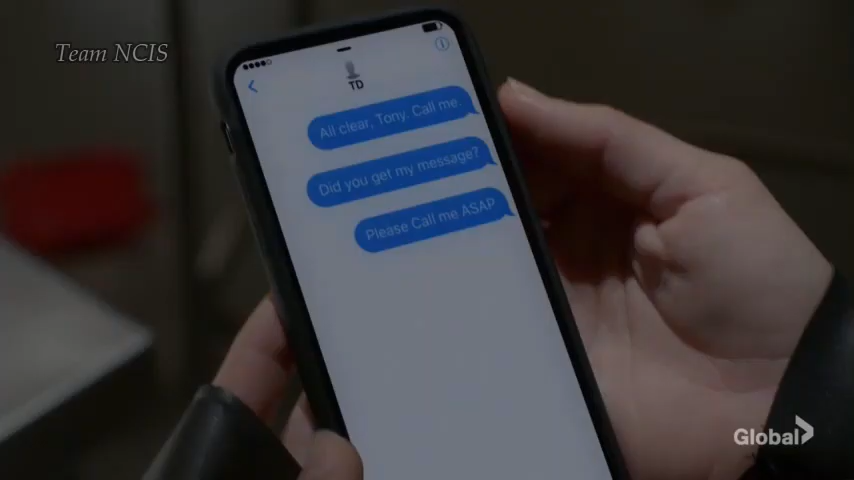 Team NCIS
TD
All clear, Tony. Call me.
Did you get my message?
Please Call me ASAP
Global